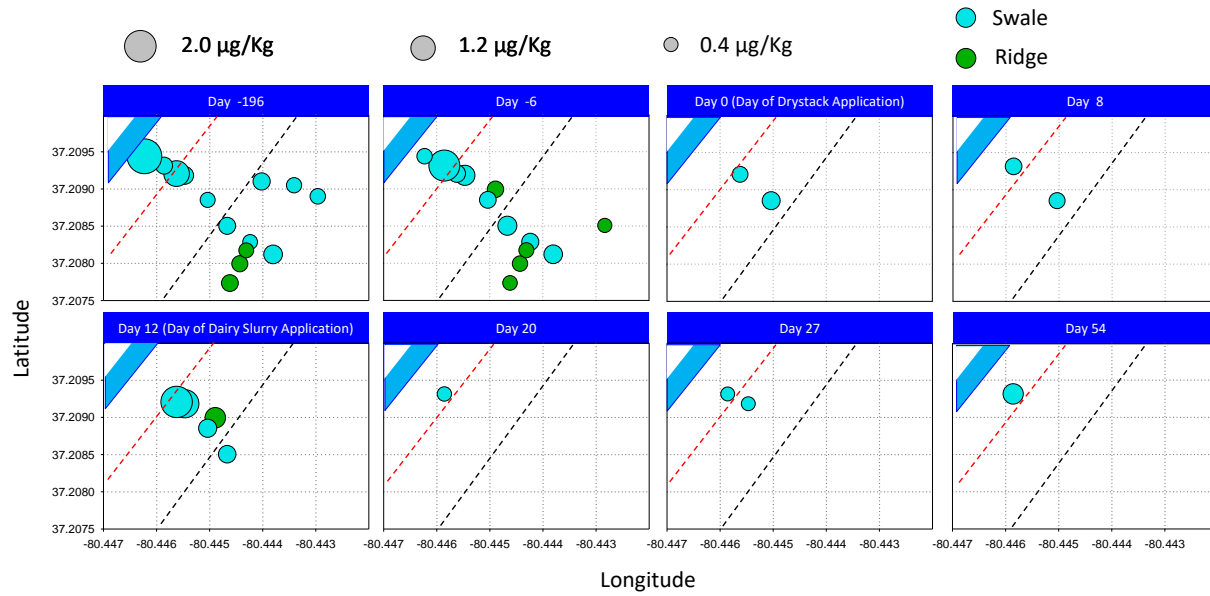 2.0 µg/Kg
1.2 µg/Kg
0.4 µg/Kg
Swale
Ridge
Day -196
Day -6
Day 0 (Day of Drystack Application)
Day 8
37.2095
37.2090
37.2085
37.2080
37.2075
Latitude
Day 12 (Day of Dairy Slurry Application)
Day 20
Day 27
Day 54
37.2095
37.2090
37.2085
37.2080
37.2075
-80.447 -80.446 -80.445 -80.444 -80.443
-80.447 -80.446 -80.445 -80.444 -80.443
-80.447 -80.446 -80.445 -80.444 -80.443
-80.447 -80.446 -80.445 -80.444 -80.443
Longitude